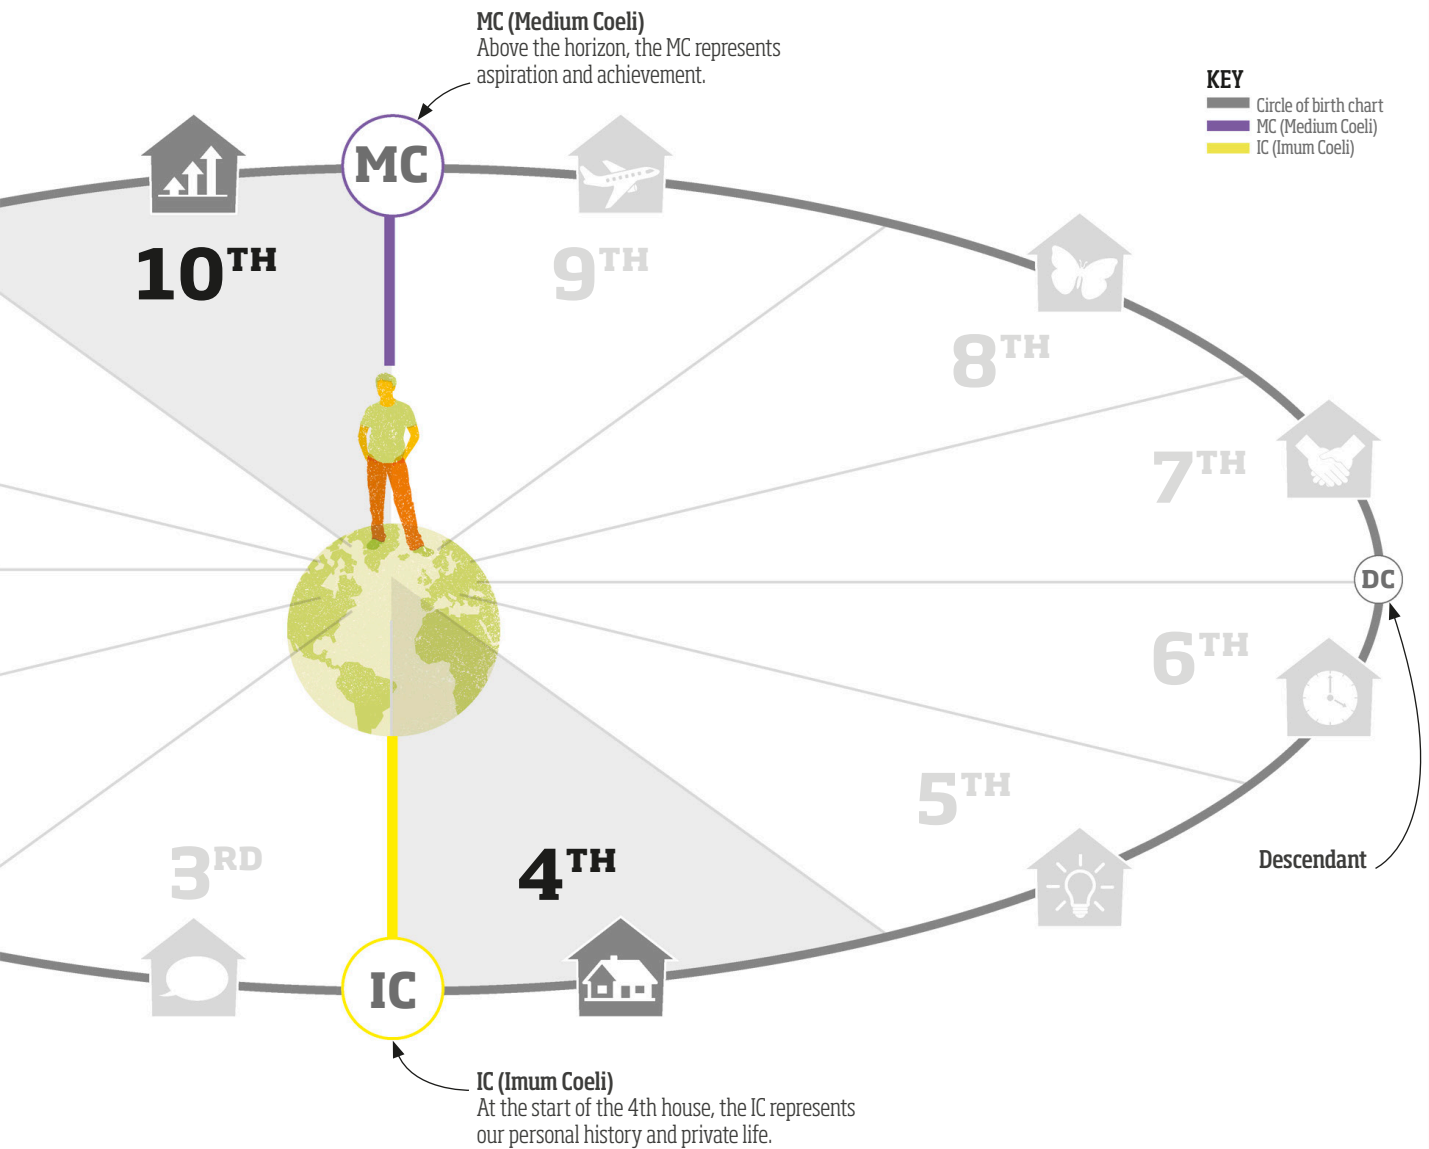 MC (Medium Coeli)
Above the horizon, the MC represents
aspiration and achievement.
KEY
Circle of birth chart
MC (Medium Coeli)
IC (Imum Coeli)
MC
10TH
9TH
8TH
7TH
DC
6TH
5TH
Descendant
3RD
4TH
IC
IC (Imum Coeli)
At the start of the 4th house, the IC represents
our personal history and private life.